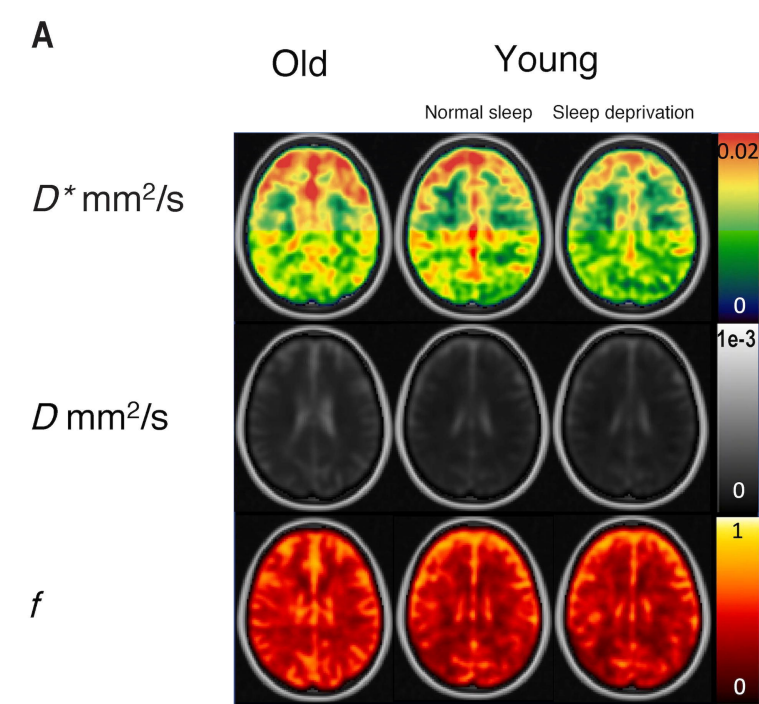 A
Old
Young
Normal sleep
Sleep deprivation
D* mm²/s
0.02
0
D mm²/s
1e-3
0
f
1
0